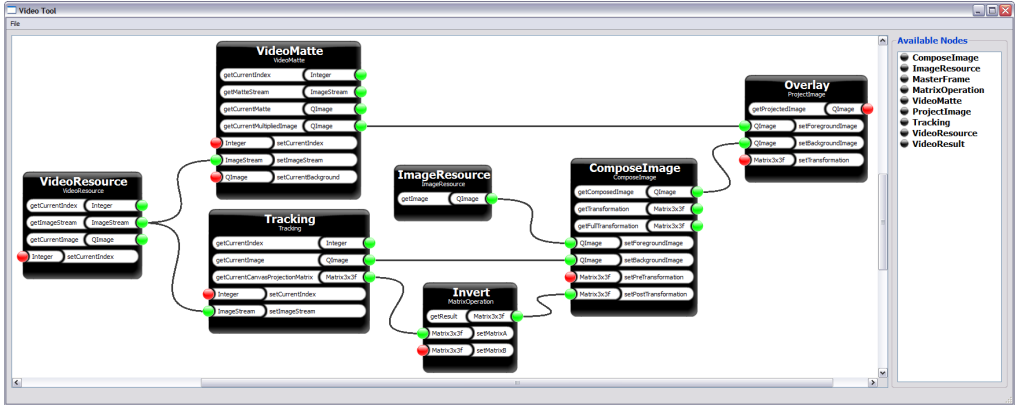 Video Tool
File
VideoMatte
VideoMatte
getCurrentIndex Integer
getMatteStream ImageStream
getCurrentMatte QImage
getCurrentMultipliedImage QImage
Integer setCurrentIndex
ImageStream setImageStream
QImage setCurrentBackground
VideoResource
VideoResource
getCurrentIndex Integer
getImageStream ImageStream
getCurrentImage QImage
Integer setCurrentIndex
Tracking
Tracking
getCurrentIndex Integer
getCurrentImage QImage
getCurrentCanvasProjectionMatrix Matrix3x3f
Integer setCurrentIndex
ImageStream setImageStream
ImageResource
ImageResource
getImage QImage
Invert
MatrixOperation
getResult Matrix3x3f
Matrix3x3f setMatrixA
Matrix3x3f setMatrixB
ComposeImage
ComposeImage
getComposedImage QImage
getTransformation Matrix3x3f
getFullTransformation Matrix3x3f
QImage setForegroundImage
QImage setBackgroundImage
Matrix3x3f setPreTransformation
Matrix3x3f setPostTransformation
Overlay
ProjectImage
getProjectedImage QImage
QImage setForegroundImage
QImage setBackgroundImage
Matrix3x3f setTransformation
Available Nodes
ComposeImage
ImageResource
MasterFrame
MatrixOperation
VideoMatte
ProjectImage
Tracking
VideoResource
VideoResult